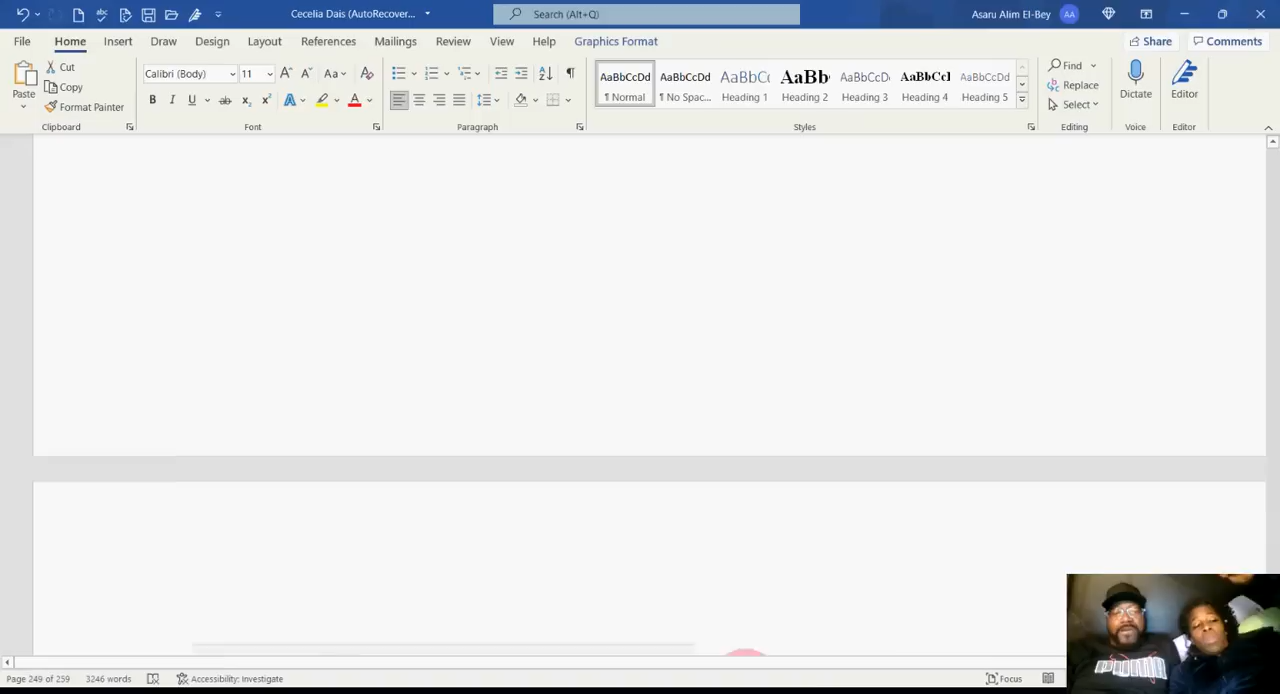 Cecelia Dais (AutoRecover...
Search (Alt+Q)
Asaru Alim El-Bey
AA
File
Home
Insert
Draw
Design
Layout
References
Mailings
Review
View
Help
Graphics Format
Share
Comments
Paste
Cut
Copy
Format Painter
Clipboard
Calibri (Body)
11
Font
Paragraph
AaBbCcDd
¶ Normal
AaBbCcDd
¶ No Spac...
AaBbC
Heading 1
AaBb
Heading 2
AaBbCcD
Heading 3
AaBbCcI
Heading 4
AaBbCcDd
Heading 5
Styles
Find
Replace
Select
Editing
Dictate
Voice
Editor
Editor
PUMA
Page 249 of 259
3246 words
Accessibility: Investigate
Focus